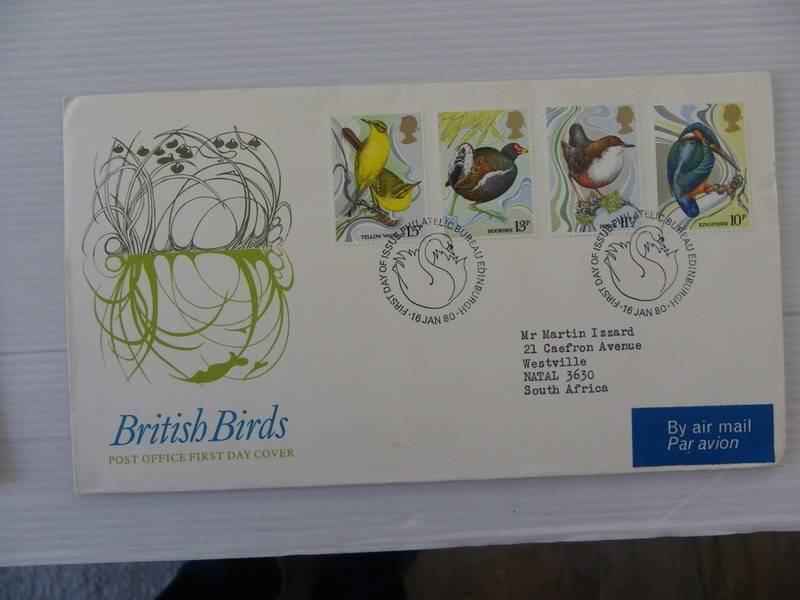 YELLOW 15P
MOORHEN 13P
11P
KINGFISHER 10P
FIRST DAY OF ISSUE PHILATELIC BUREAU EDINBURGH
·16 JAN 80·
FIRST DAY OF ISSUE PHILATELIC BUREAU EDINBURGH
·16 JAN 80·
Mr Martin Izzard
21 Caefron Avenue
Westville
NATAL 3630
South Africa
By air mail
Par avion
British Birds
POST OFFICE FIRST DAY COVER